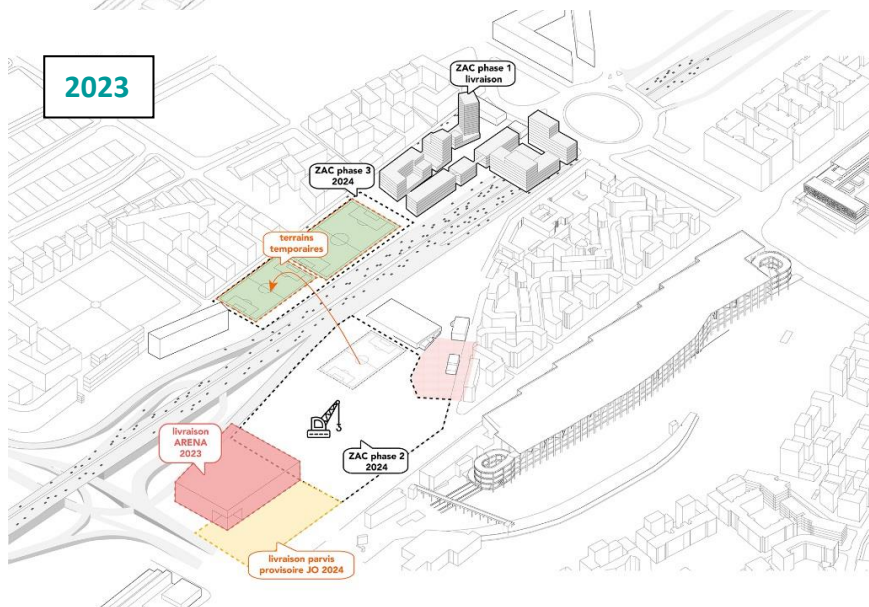 2023
ZAC phase 1
livraison
ZAC phase 3
2024
terrains
temporaires
livraison
ARENA
2023
ZAC phase 2
2024
livraison parvis
provisoire JO 2024